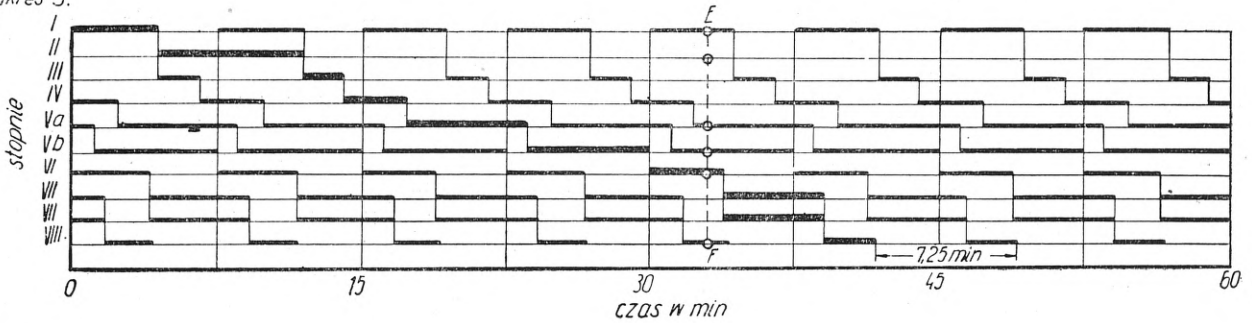 I
E
II
III
IV
Va
Vb
VI
VII
VII
VIII
F
7,25 min
stopnie
0
15
30
45
60
czas w min